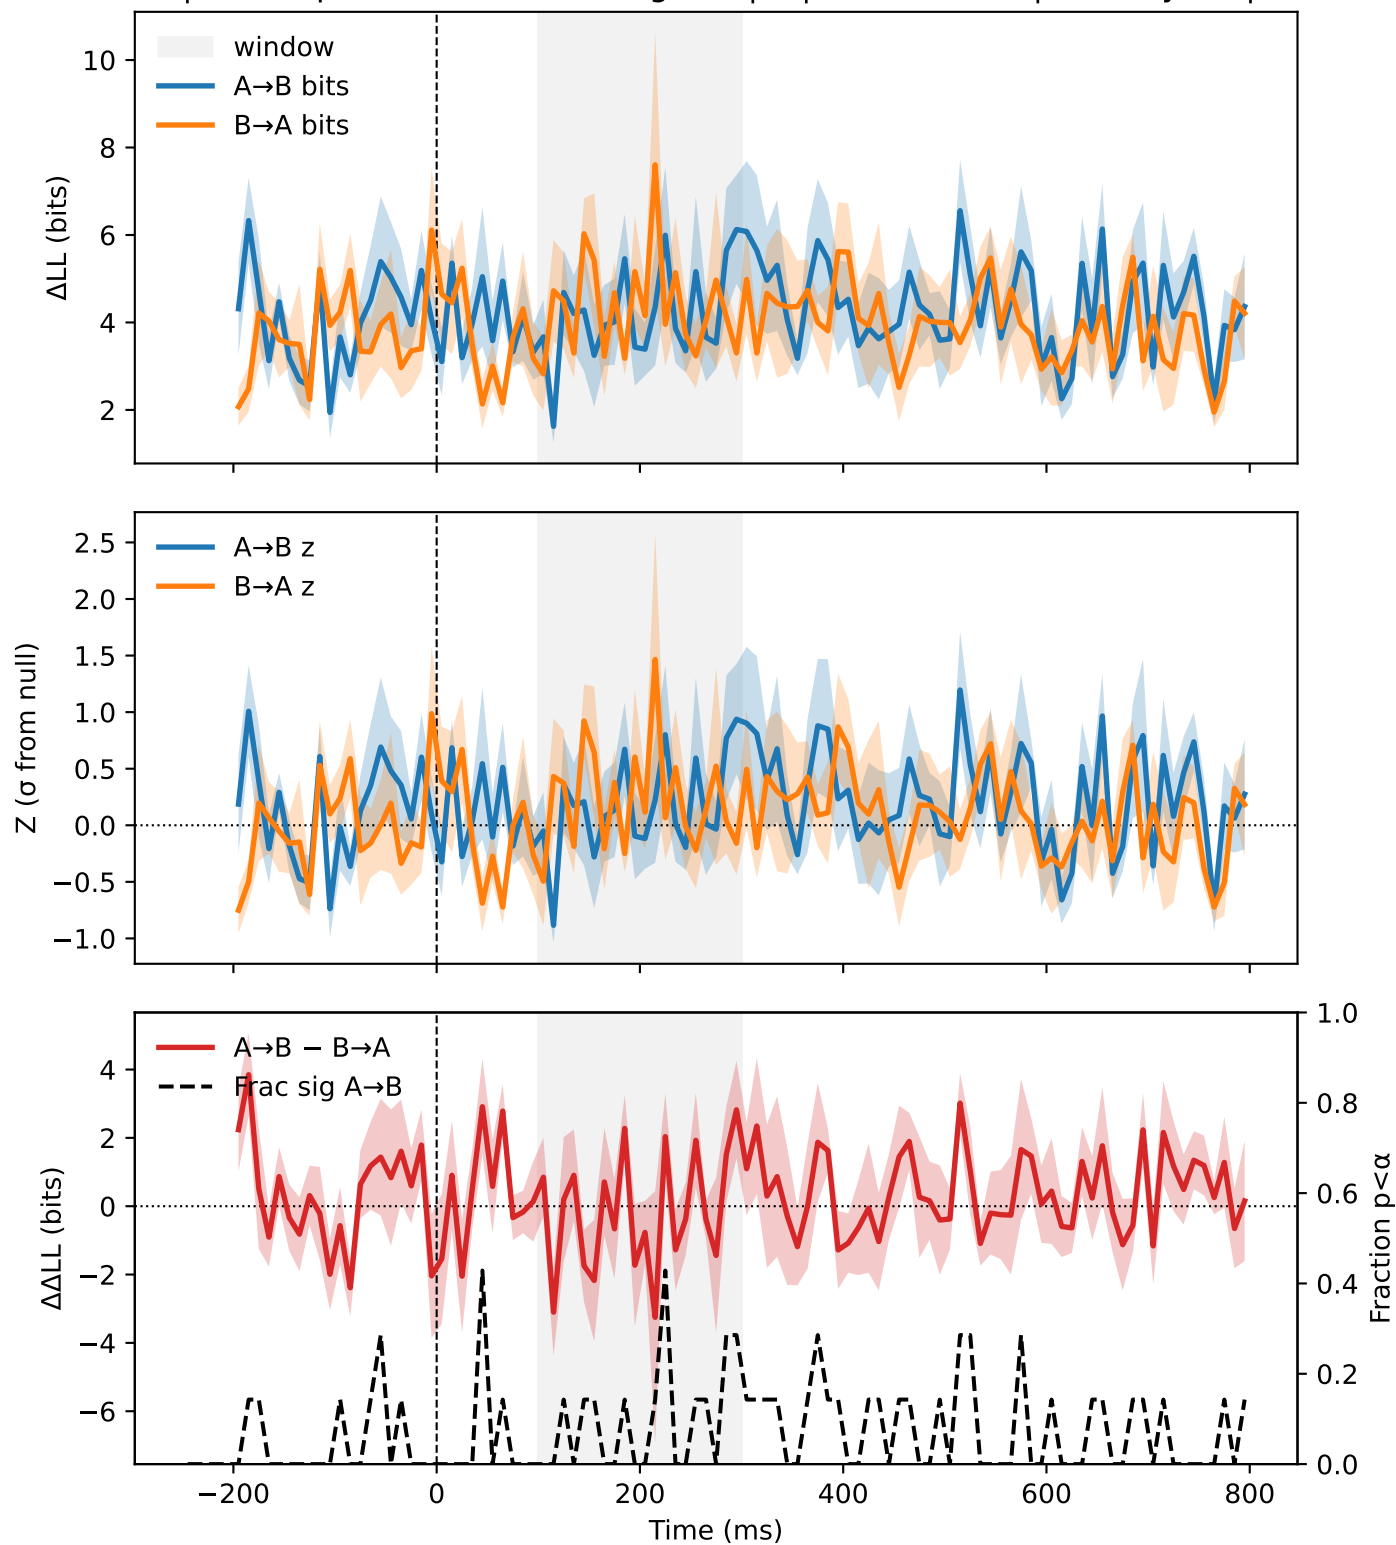 10
8
6
4
2
ΔLL (bits)
window
A→B bits
B→A bits
2.5
2.0
1.5
1.0
0.5
0.0
−0.5
−1.0
Z (σ from null)
A→B z
B→A z
4
2
0
−2
−4
−6
ΔΔLL (bits)
A→B − B→A
Frac sig A→B
1.0
0.8
0.6
0.4
0.2
0.0
Fraction p<α
−200 0 200 400 600 800
Time (ms)